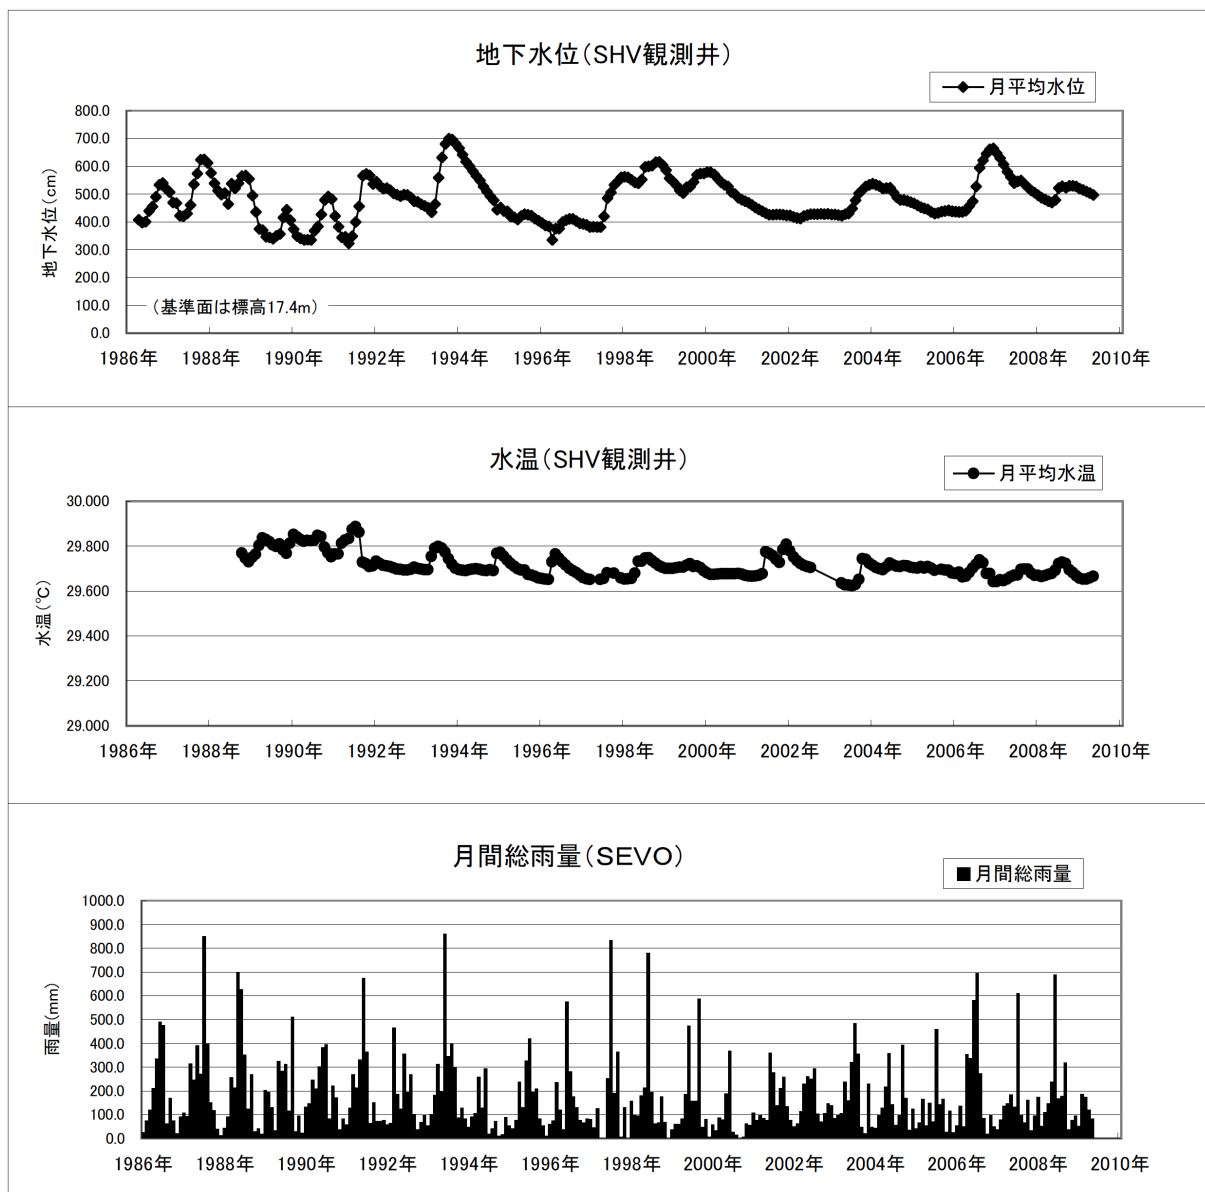 地下水位(SHV観測井)
月平均水位
地下水位(cm)
800.0
700.0
600.0
500.0
400.0
300.0
200.0
100.0
0.0
(基準面は標高17.4m)
1986年 1988年 1990年 1992年 1994年 1996年 1998年 2000年 2002年 2004年 2006年 2008年 2010年
水温(SHV観測井)
月平均水温
水温(℃)
30.000
29.800
29.600
29.400
29.200
29.000
1986年 1988年 1990年 1992年 1994年 1996年 1998年 2000年 2002年 2004年 2006年 2008年 2010年
月間総雨量(SEVO)
月間総雨量
雨量(mm)
1000.0
900.0
800.0
700.0
600.0
500.0
400.0
300.0
200.0
100.0
0.0
1986年 1988年 1990年 1992年 1994年 1996年 1998年 2000年 2002年 2004年 2006年 2008年 2010年